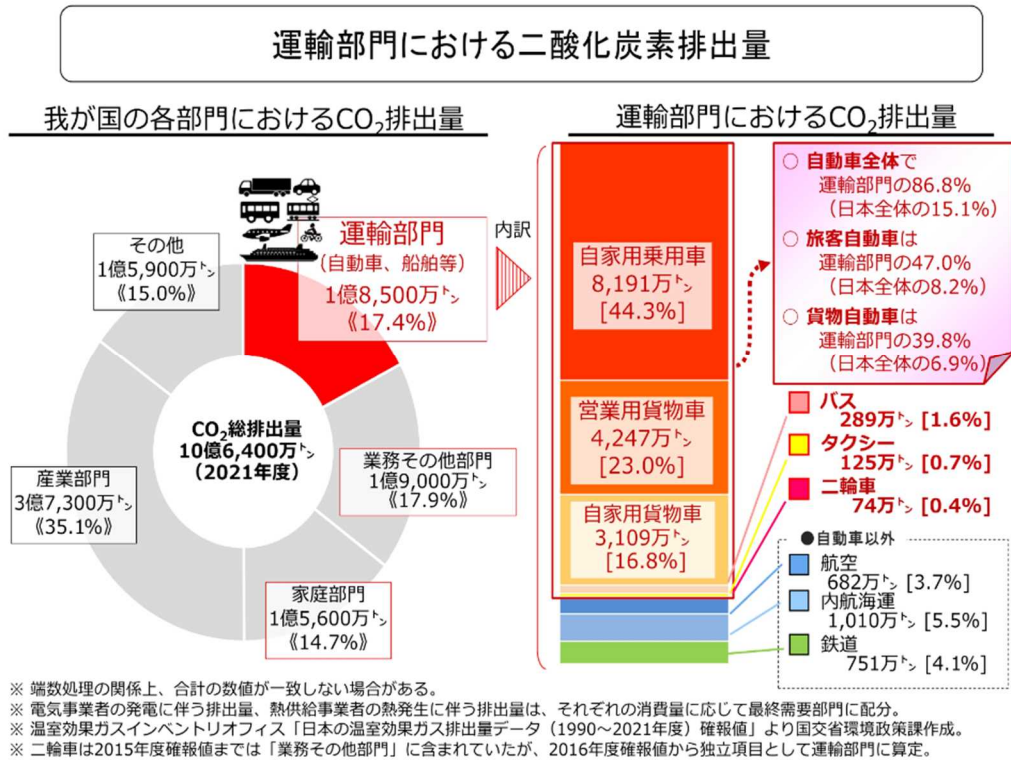 運輸部門における二酸化炭素排出量
我が国の各部門におけるCO₂排出量
運輸部門
(自動車、船舶等)
1億8,500万㌧
《17.4%》
その他
1億5,900万㌧
《15.0%》
CO₂総排出量
10億6,400万㌧
(2021年度)
産業部門
3億7,300万㌧
《35.1%》
業務その他部門
1億9,000万㌧
《17.9%》
家庭部門
1億5,600万㌧
《14.7%》
内訳
運輸部門におけるCO₂排出量
自家用乗用車
8,191万㌧
[44.3%]
営業用貨物車
4,247万㌧
[23.0%]
自家用貨物車
3,109万㌧
[16.8%]
○ 自動車全体で
運輸部門の86.8%
(日本全体の15.1%)
○ 旅客自動車は
運輸部門の47.0%
(日本全体の8.2%)
○ 貨物自動車は
運輸部門の39.8%
(日本全体の6.9%)
バス
289万㌧ [1.6%]
タクシー
125万㌧ [0.7%]
二輪車
74万㌧ [0.4%]
●自動車以外
航空
682万㌧ [3.7%]
内航海運
1,010万㌧ [5.5%]
鉄道
751万㌧ [4.1%]
※ 端数処理の関係上、合計の数値が一致しない場合がある。
※ 電気事業者の発電に伴う排出量、熱供給事業者の熱発生に伴う排出量は、それぞれの消費量に応じて最終需要部門に配分。
※ 温室効果ガスインベントリオフィス「日本の温室効果ガス排出量データ(1990~2021年度)確報値」より国交省環境政策課作成。
※ 二輪車は2015年度確報値までは「業務その他部門」に含まれていたが、2016年度確報値から独立項目として運輸部門に算定。